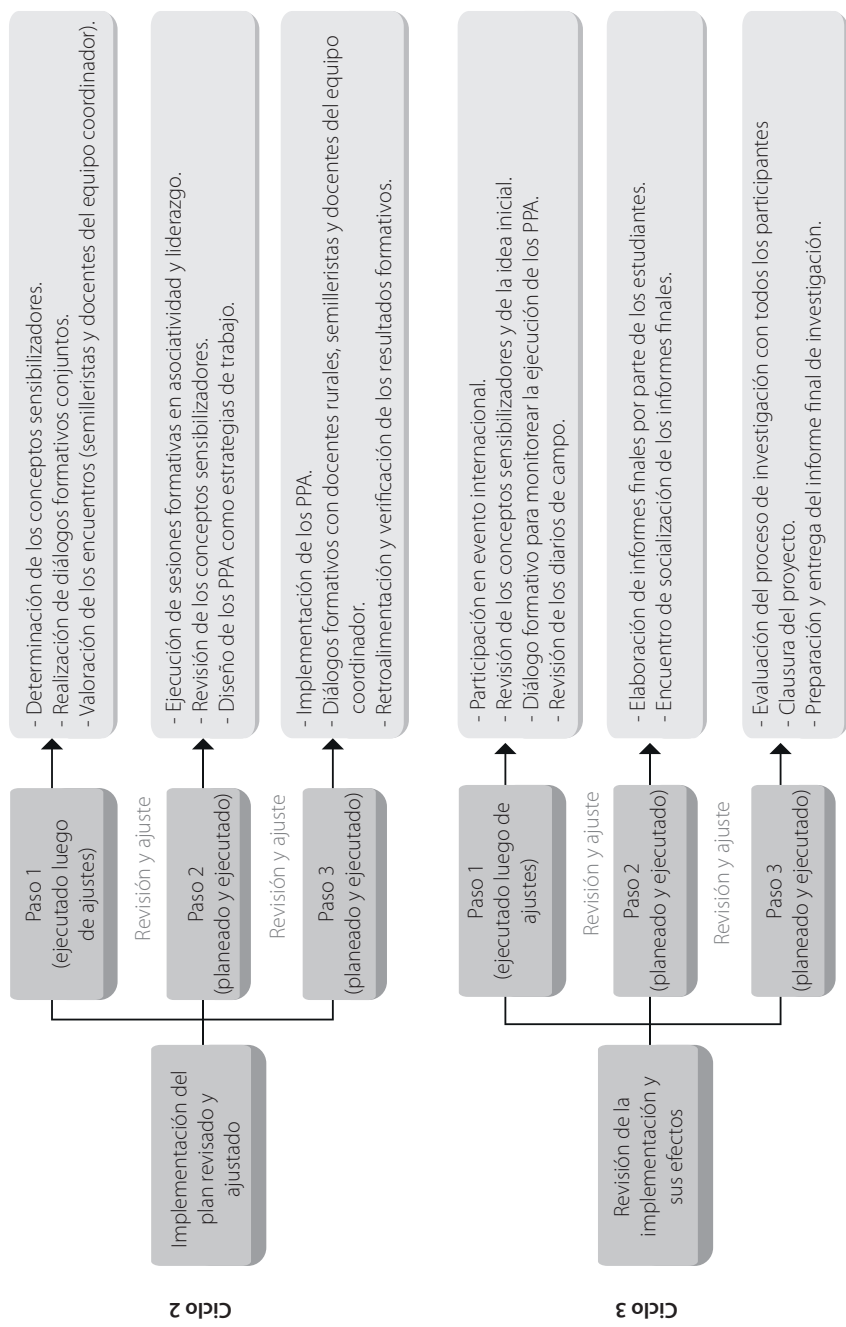 Ciclo 2
Implementación del
plan revisado y
ajustado
Paso 1
(ejecutado luego
de ajustes)
- Determinación de los conceptos sensibilizadores.
- Realización de diálogos formativos conjuntos.
- Valoración de los encuentros (semilleristas y docentes del equipo coordinador).
Revisión y ajuste
Paso 2
(planeado y ejecutado)
- Ejecución de sesiones formativas en asociatividad y liderazgo.
- Revisión de los conceptos sensibilizadores.
- Diseño de los PPA como estrategias de trabajo.
Revisión y ajuste
Paso 3
(planeado y ejecutado)
- Implementación de los PPA.
- Diálogos formativos con docentes rurales, semilleristas y docentes del equipo
coordinador.
- Retroalimentación y verificación de los resultados formativos.
Ciclo 3
Revisión de la
implementación y
sus efectos
Paso 1
(ejecutado luego de
ajustes)
- Participación en evento internacional.
- Revisión de los conceptos sensibilizadores y de la idea inicial.
- Diálogo formativo para monitorear la ejecución de los PPA.
- Revisión de los diarios de campo.
Revisión y ajuste
Paso 2
(planeado y ejecutado)
- Elaboración de informes finales por parte de los estudiantes.
- Encuentro de socialización de los informes finales.
Revisión y ajuste
Paso 3
(planeado y ejecutado)
- Evaluación del proceso de investigación con todos los participantes
- Clausura del proyecto.
- Preparación y entrega del informe final de investigación.